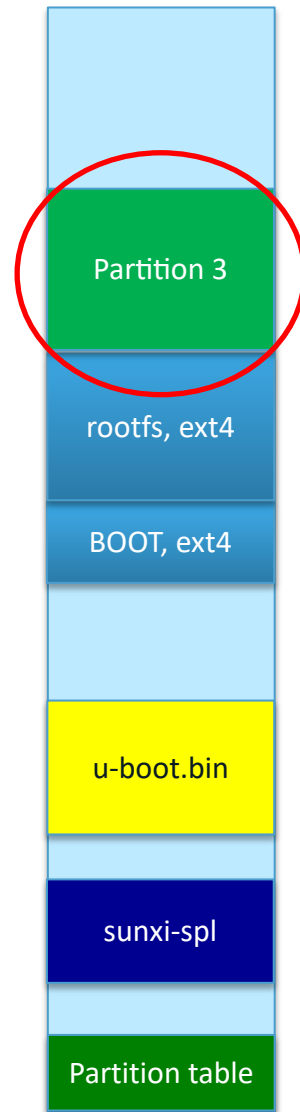 Partition 3
rootfs, ext4
BOOT, ext4
u-boot.bin
sunxi-spl
Partition table